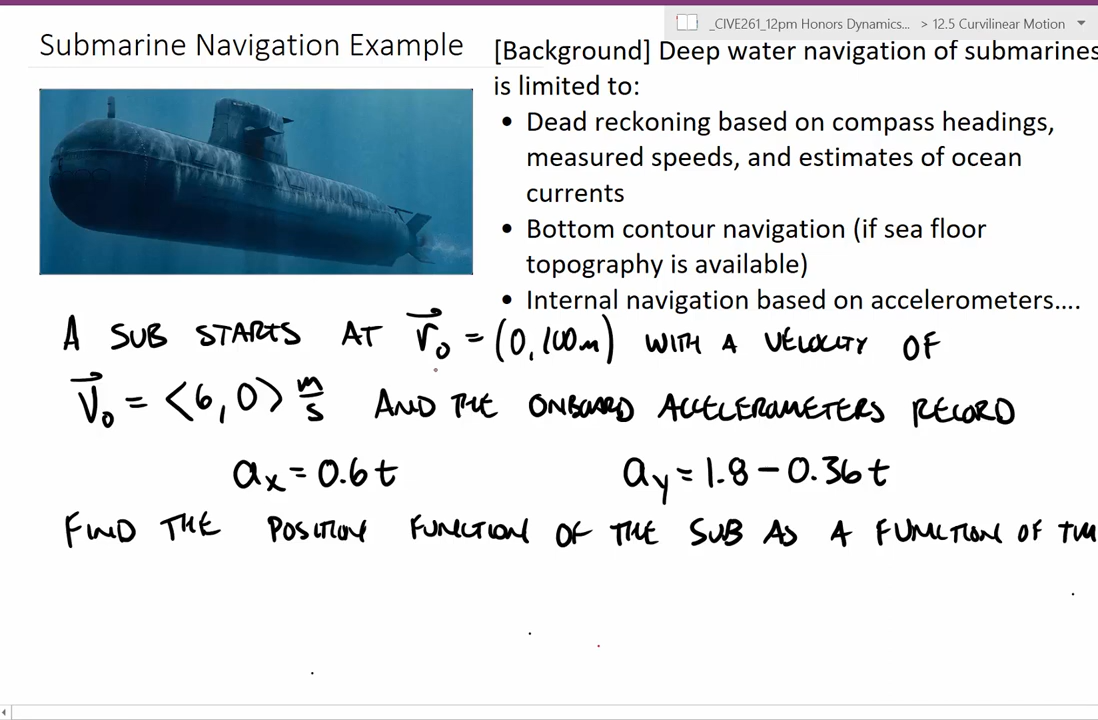 _CIVE261_12pm Honors Dynamics... > 12.5 Curvilinear Motion
Submarine Navigation Example
[Background] Deep water navigation of submarines
is limited to:
• Dead reckoning based on compass headings,
measured speeds, and estimates of ocean
currents
• Bottom contour navigation (if sea floor
topography is available)
• Internal navigation based on accelerometers....
A SUB STARTS AT r⃗₀ = (0, 100m) WITH A VELOCITY OF
V⃗₀ = <6, 0> m/s AND THE ONBOARD ACCELEROMETERS RECORD
aₓ = 0.6t a_y = 1.8 - 0.36t
FIND THE POSITION FUNCTION OF THE SUB AS A FUNCTION OF